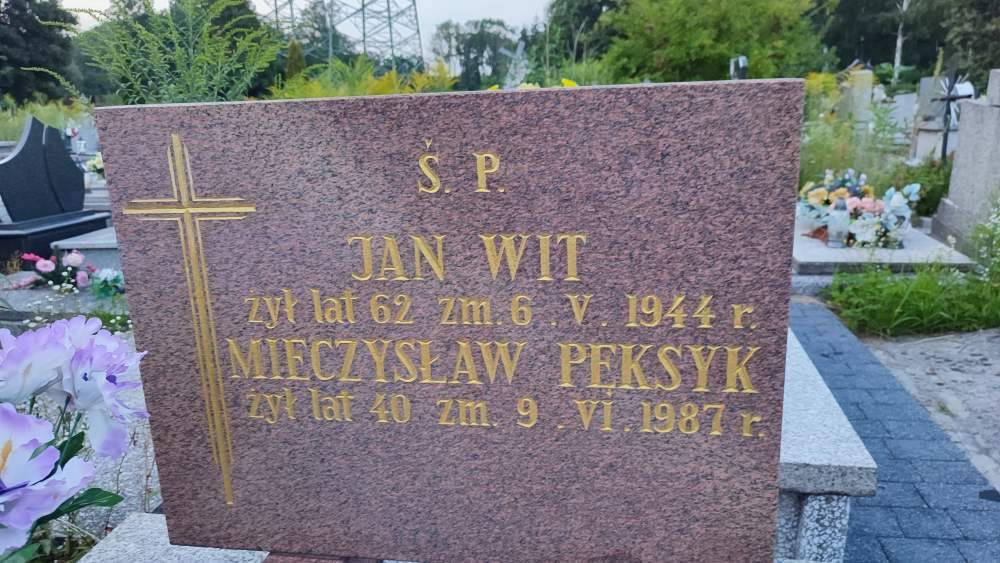 Ś. P.
JAN WIT
żył lat 62 zm. 6. V. 1944 r.
MIECZYSŁAW PĘKSYK
żył lat 40 zm. 9. VI. 1987 r.